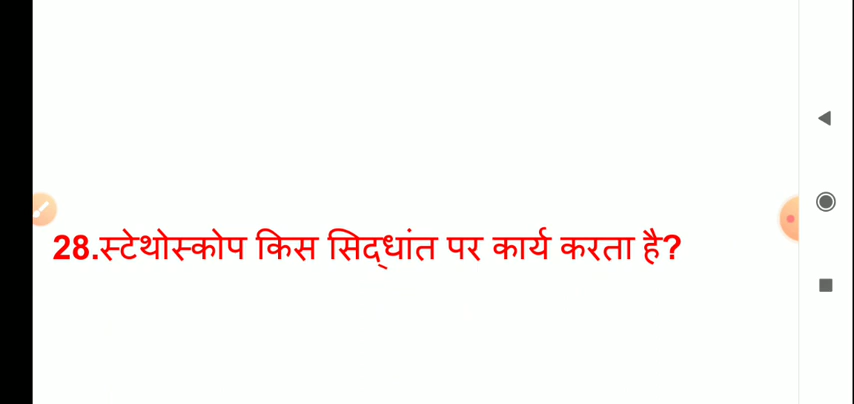 28.स्टेथोस्कोप किस सिद्धांत पर कार्य करता है?